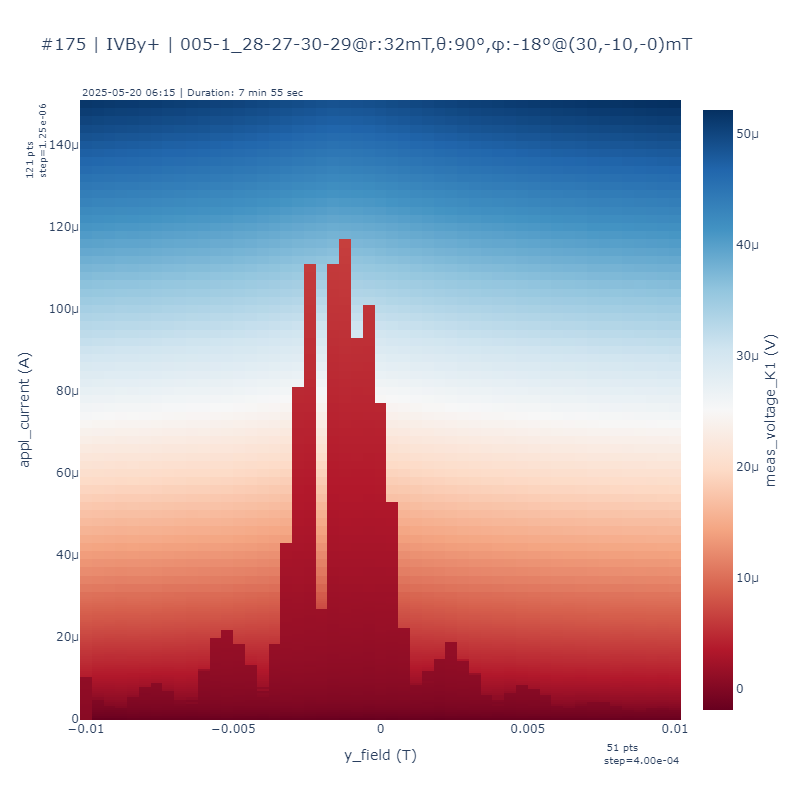 #175 | IVBy+ | 005-1_28-27-30-29@r:32mT,θ:90°,φ:-18°@(30,-10,-0)mT
2025-05-20 06:15 | Duration: 7 min 55 sec
121 pts
step=1.25e-06
140μ
120μ
100μ
80μ
60μ
40μ
20μ
0
appl_current (A)
−0.01
−0.005
0
0.005
0.01
y_field (T)
51 pts
step=4.00e-04
50μ
40μ
30μ
20μ
10μ
0
meas_voltage_K1 (V)